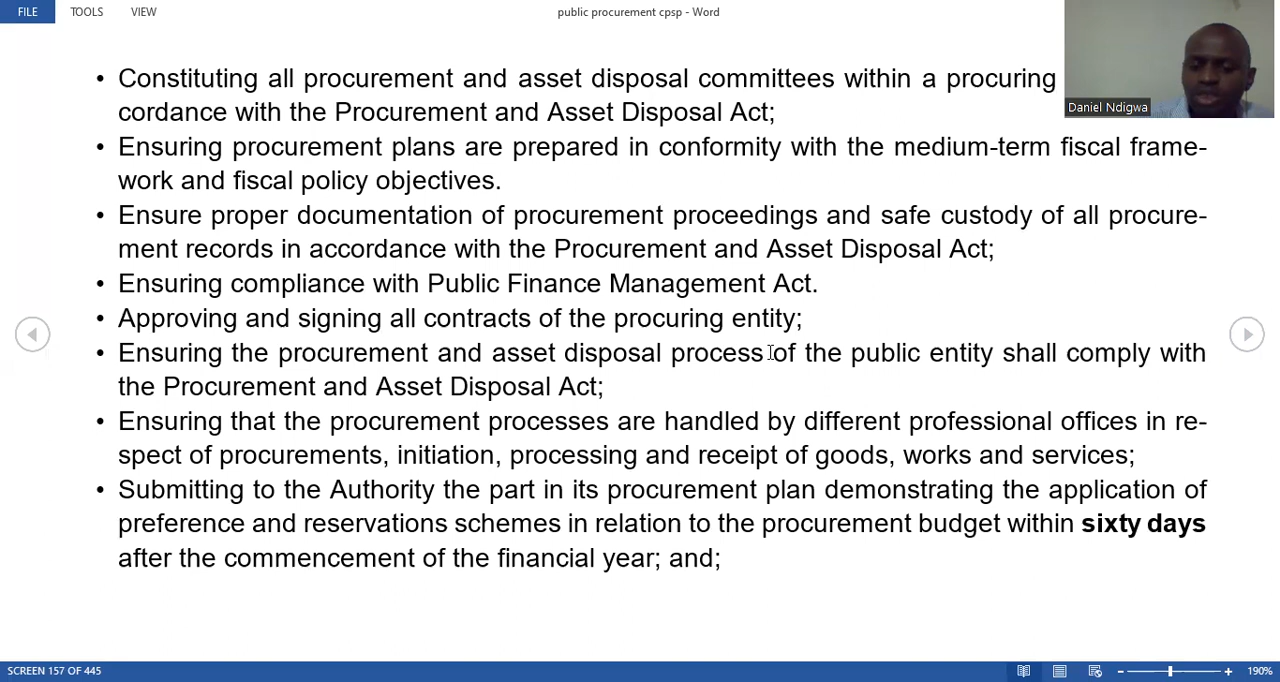 FILE TOOLS VIEW public procurement cpsp - Word
Daniel Ndigwa
• Constituting all procurement and asset disposal committees within a procuring
cordance with the Procurement and Asset Disposal Act;
• Ensuring procurement plans are prepared in conformity with the medium-term fiscal frame-
work and fiscal policy objectives.
• Ensure proper documentation of procurement proceedings and safe custody of all procure-
ment records in accordance with the Procurement and Asset Disposal Act;
• Ensuring compliance with Public Finance Management Act.
• Approving and signing all contracts of the procuring entity;
• Ensuring the procurement and asset disposal process of the public entity shall comply with
the Procurement and Asset Disposal Act;
• Ensuring that the procurement processes are handled by different professional offices in re-
spect of procurements, initiation, processing and receipt of goods, works and services;
• Submitting to the Authority the part in its procurement plan demonstrating the application of
preference and reservations schemes in relation to the procurement budget within sixty days
after the commencement of the financial year; and;
SCREEN 157 OF 445 190%